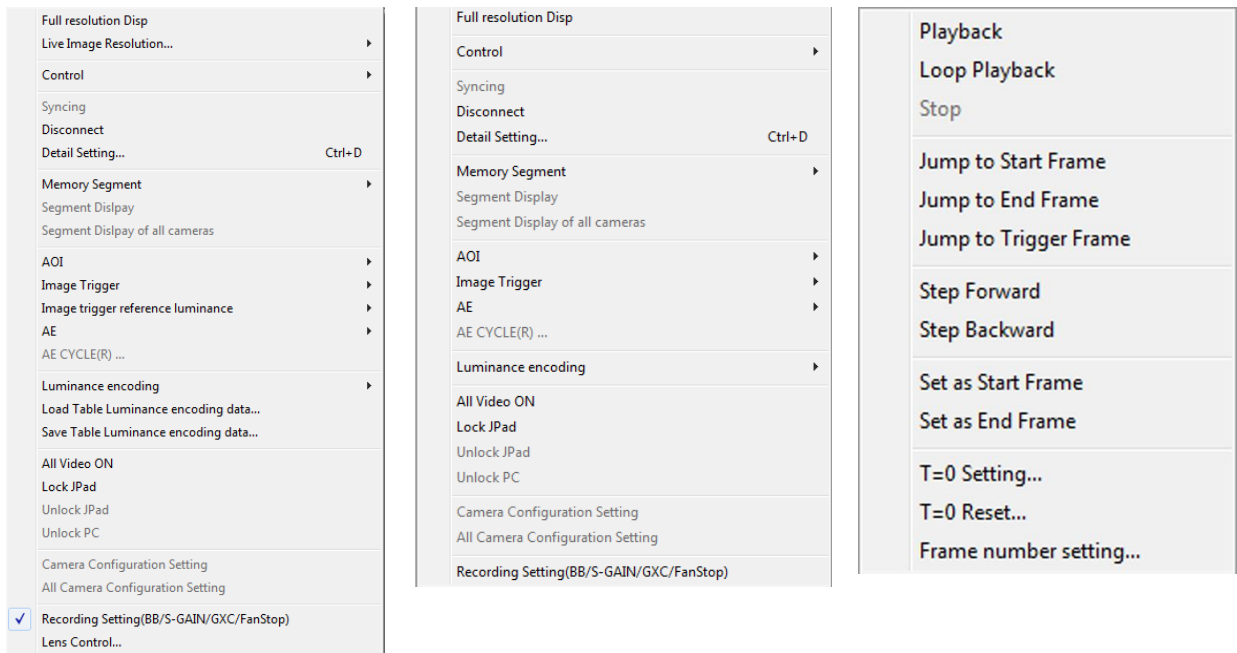 Full resolution Disp
Live Image Resolution...
Control
Syncing
Disconnect
Detail Setting... Ctrl+D
Memory Segment
Segment Dislpay
Segment Dislpay of all cameras
AOI
Image Trigger
Image trigger reference luminance
AE
AE CYCLE(R) ...
Luminance encoding
Load Table Luminance encoding data...
Save Table Luminance encoding data...
All Video ON
Lock JPad
Unlock JPad
Unlock PC
Camera Configuration Setting
All Camera Configuration Setting
Recording Setting(BB/S-GAIN/GXC/FanStop)
Lens Control...
Full resolution Disp
Control
Syncing
Disconnect
Detail Setting... Ctrl+D
Memory Segment
Segment Display
Segment Display of all cameras
AOI
Image Trigger
AE
AE CYCLE(R) ...
Luminance encoding
All Video ON
Lock JPad
Unlock JPad
Unlock PC
Camera Configuration Setting
All Camera Configuration Setting
Recording Setting(BB/S-GAIN/GXC/FanStop)
Playback
Loop Playback
Stop
Jump to Start Frame
Jump to End Frame
Jump to Trigger Frame
Step Forward
Step Backward
Set as Start Frame
Set as End Frame
T=0 Setting...
T=0 Reset...
Frame number setting...